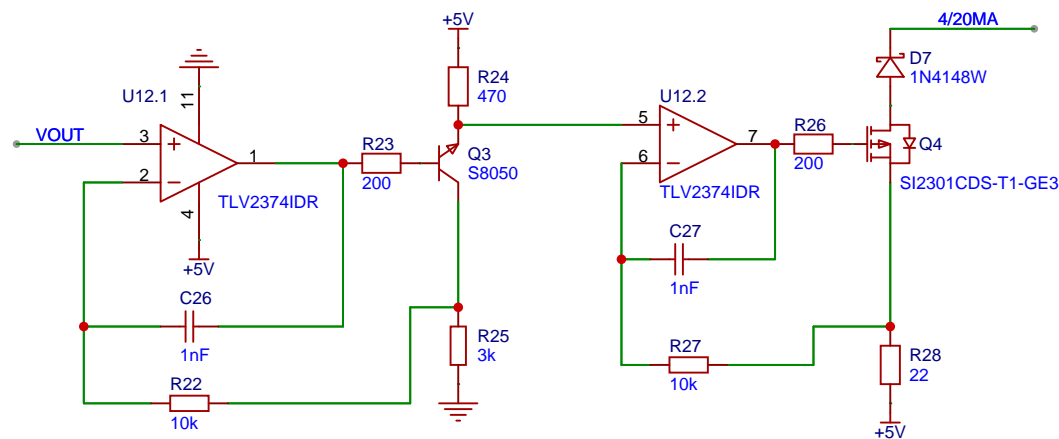 +5V
4/20MA
D7
1N4148W
R24
470
U12.1
11
VOUT
3
1
2
4
TLV2374IDR
+5V
R23
200
Q3
S8050
U12.2
5
6
7
TLV2374IDR
R26
200
Q4
SI2301CDS-T1-GE3
C26
1nF
R22
10k
R25
3k
C27
1nF
R27
10k
R28
22
+5V